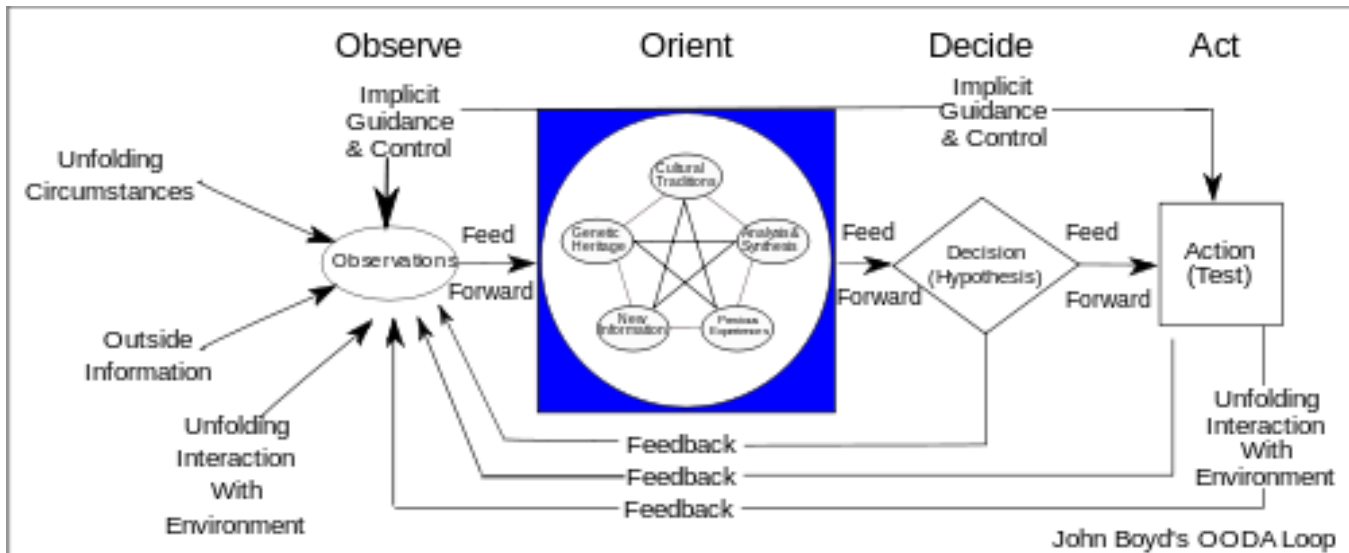 Observe
Orient
Decide
Act
Implicit
Guidance
& Control
Implicit
Guidance
& Control
Unfolding
Circumstances
Observations
Feed
Forward
Cultural
Traditions
Genetic
Heritage
Analysis &
Synthesis
New
Information
Previous
Experiences
Feed
Forward
Decision
(Hypothesis)
Feed
Forward
Action
(Test)
Outside
Information
Unfolding
Interaction
With
Environment
Feedback
Feedback
Feedback
Unfolding
Interaction
With
Environment
John Boyd's OODA Loop